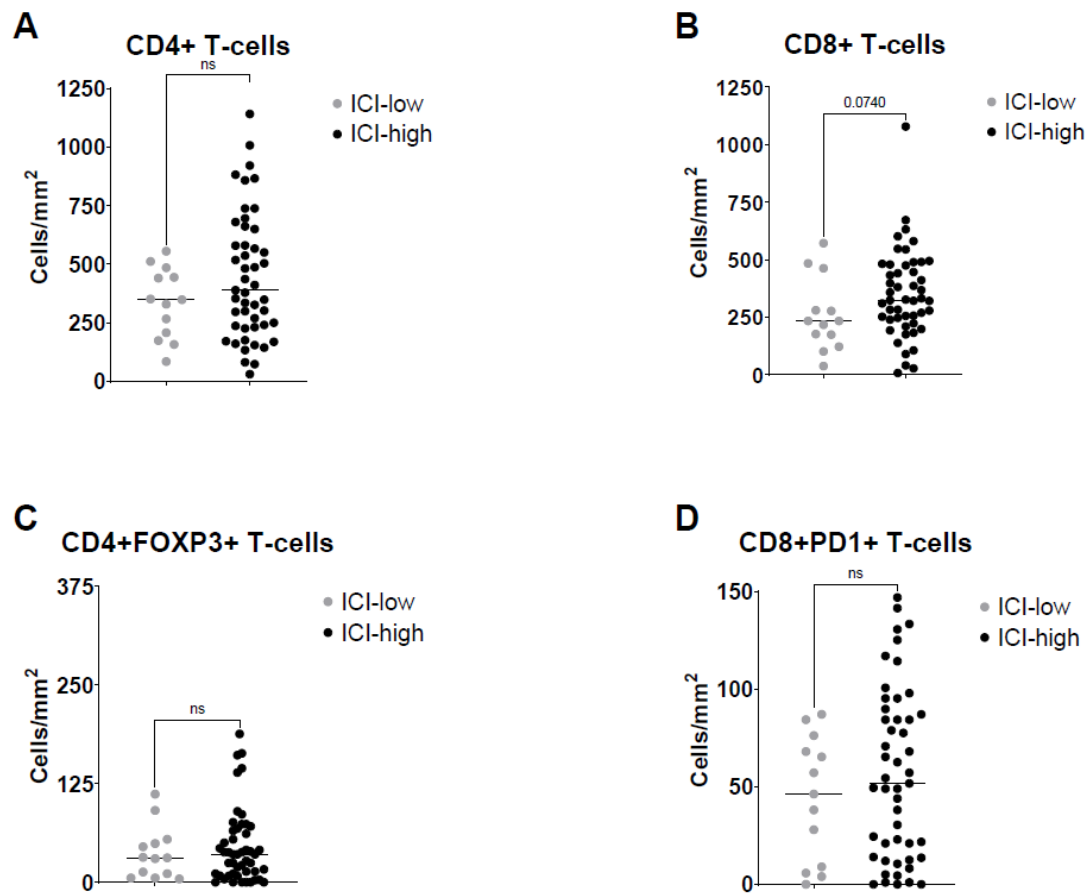 A
CD4+ T-cells
ns
1250
1000
750
500
250
0
Cells/mm²
ICI-low
ICI-high
B
CD8+ T-cells
0.0740
1250
1000
750
500
250
0
Cells/mm²
ICI-low
ICI-high
C
CD4+FOXP3+ T-cells
ns
375
250
125
0
Cells/mm²
ICI-low
ICI-high
D
CD8+PD1+ T-cells
ns
150
100
50
0
Cells/mm²
ICI-low
ICI-high